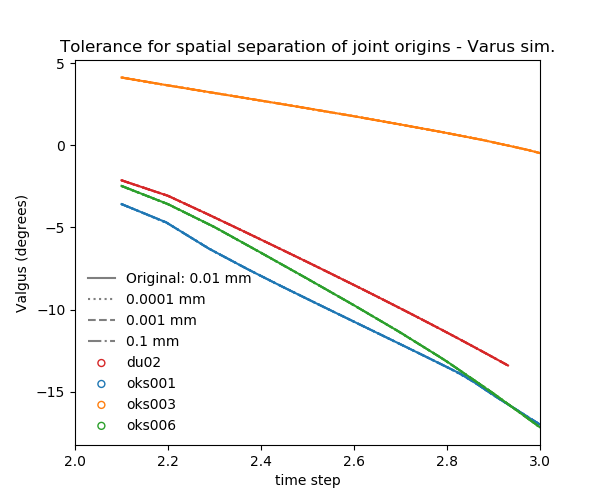 Tolerance for spatial separation of joint origins - Varus sim.
5
0
−5
−10
−15
Valgus (degrees)
Original: 0.01 mm
0.0001 mm
0.001 mm
0.1 mm
du02
oks001
oks003
oks006
2.0 2.2 2.4 2.6 2.8 3.0
time step